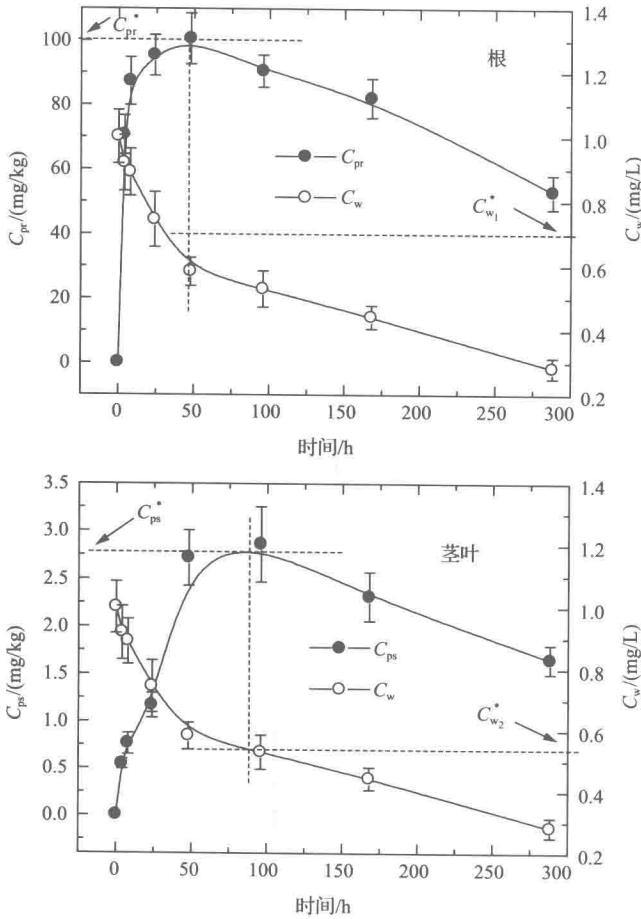 C_pr*
根
C_pr
C_w
C_w1*
C_pr/(mg/kg)
100
80
60
40
20
0
C_w/(mg/L)
1.4
1.2
1.0
0.8
0.6
0.4
0.2
0 50 100 150 200 250 300
时间/h
C_ps*
茎叶
C_ps
C_w
C_w2*
C_ps/(mg/kg)
3.5
3.0
2.5
2.0
1.5
1.0
0.5
0.0
C_w/(mg/L)
1.4
1.2
1.0
0.8
0.6
0.4
0.2
0 50 100 150 200 250 300
时间/h